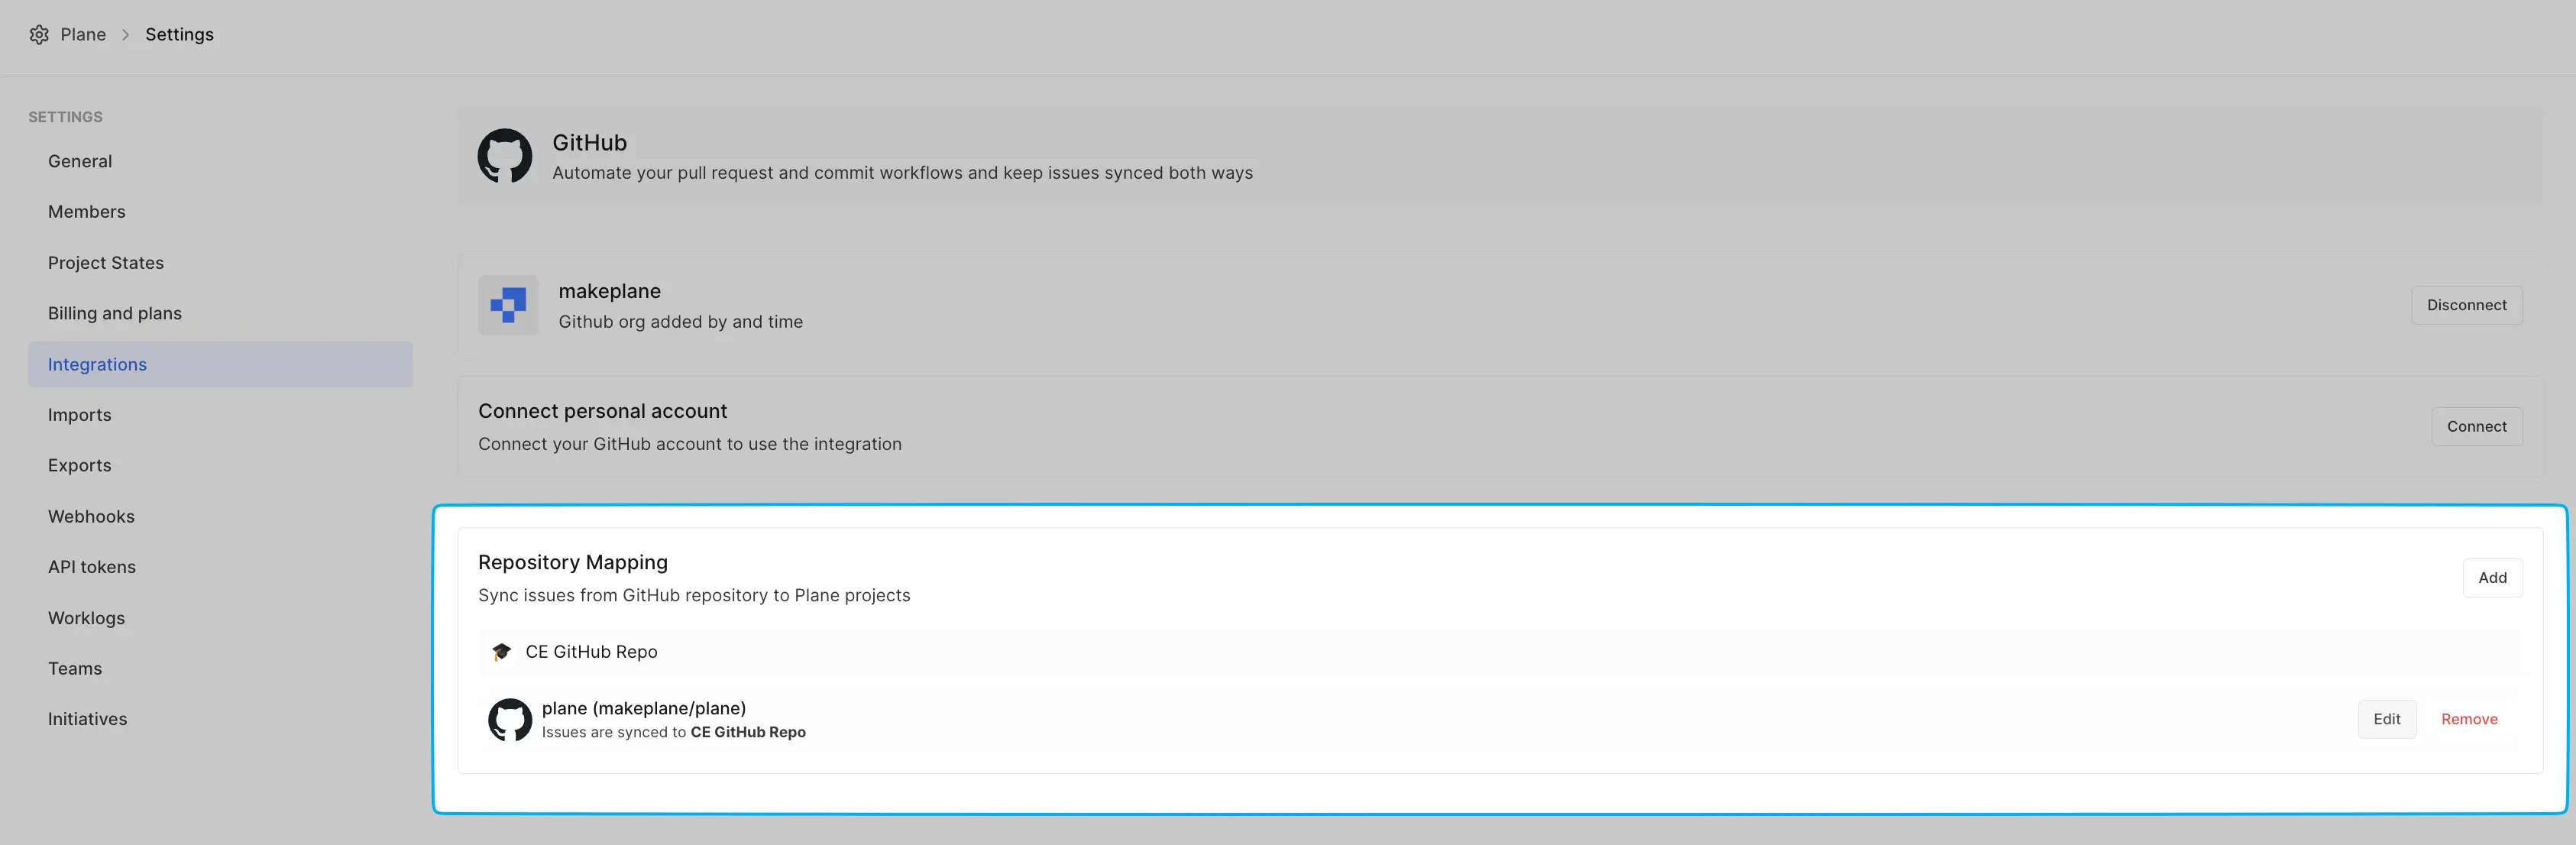 Plane > Settings
SETTINGS
General
Members
Project States
Billing and plans
Integrations
Imports
Exports
Webhooks
API tokens
Worklogs
Teams
Initiatives
GitHub
Automate your pull request and commit workflows and keep issues synced both ways
makeplane
Github org added by and time
Disconnect
Connect personal account
Connect your GitHub account to use the integration
Connect
Repository Mapping
Sync issues from GitHub repository to Plane projects
Add
CE GitHub Repo
plane (makeplane/plane)
Issues are synced to CE GitHub Repo
Edit
Remove